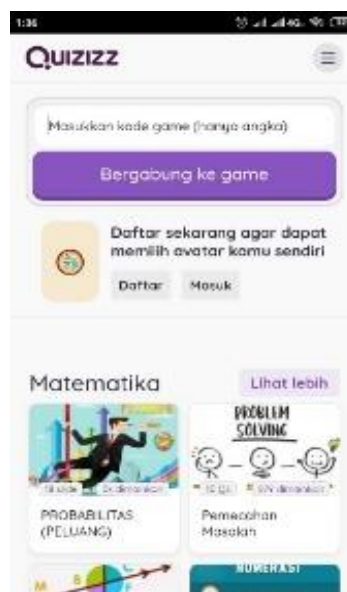 1:36
QUIZIZZ
Masukkan kode game (hanya angka)
Bergabung ke game
Daftar sekarang agar dapat
memilih avatar kamu sendiri
Daftar Masuk
Matematika Lihat lebih
PROBLEM
SOLVING
PROBABILITAS
(PELUANG)
Pemecahan
Masalah
NUMERASI